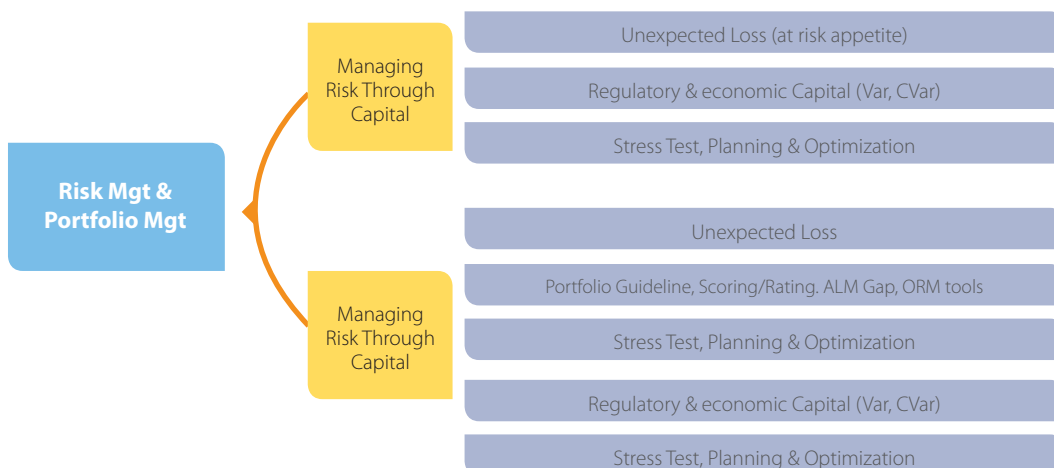 Risk Mgt &
Portfolio Mgt
Managing
Risk Through
Capital
Unexpected Loss (at risk appetite)
Regulatory & economic Capital (Var, CVar)
Stress Test, Planning & Optimization
Managing
Risk Through
Capital
Unexpected Loss
Portfolio Guideline, Scoring/Rating. ALM Gap, ORM tools
Stress Test, Planning & Optimization
Regulatory & economic Capital (Var, CVar)
Stress Test, Planning & Optimization